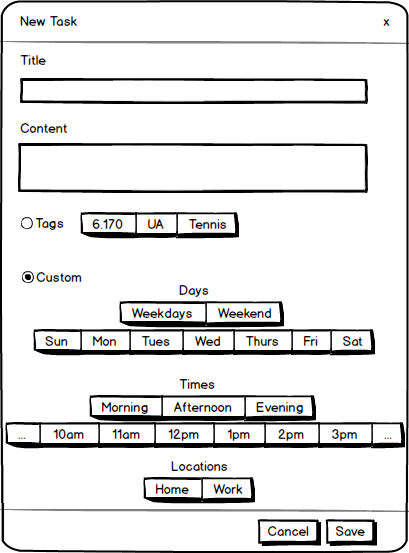 New Task x
Title
Content
Tags 6.170 UA Tennis
Custom
Days
Weekdays Weekend
Sun Mon Tues Wed Thurs Fri Sat
Times
Morning Afternoon Evening
... 10am 11am 12pm 1pm 2pm 3pm ...
Locations
Home Work
Cancel Save